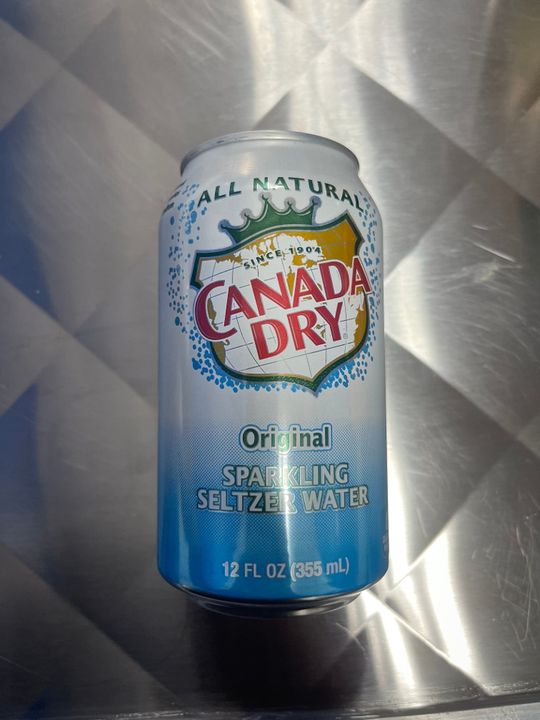 ALL NATURAL
SINCE 1904
CANADA
DRY
Original
SPARKLING
SELTZER WATER
12 FL OZ (355 mL)